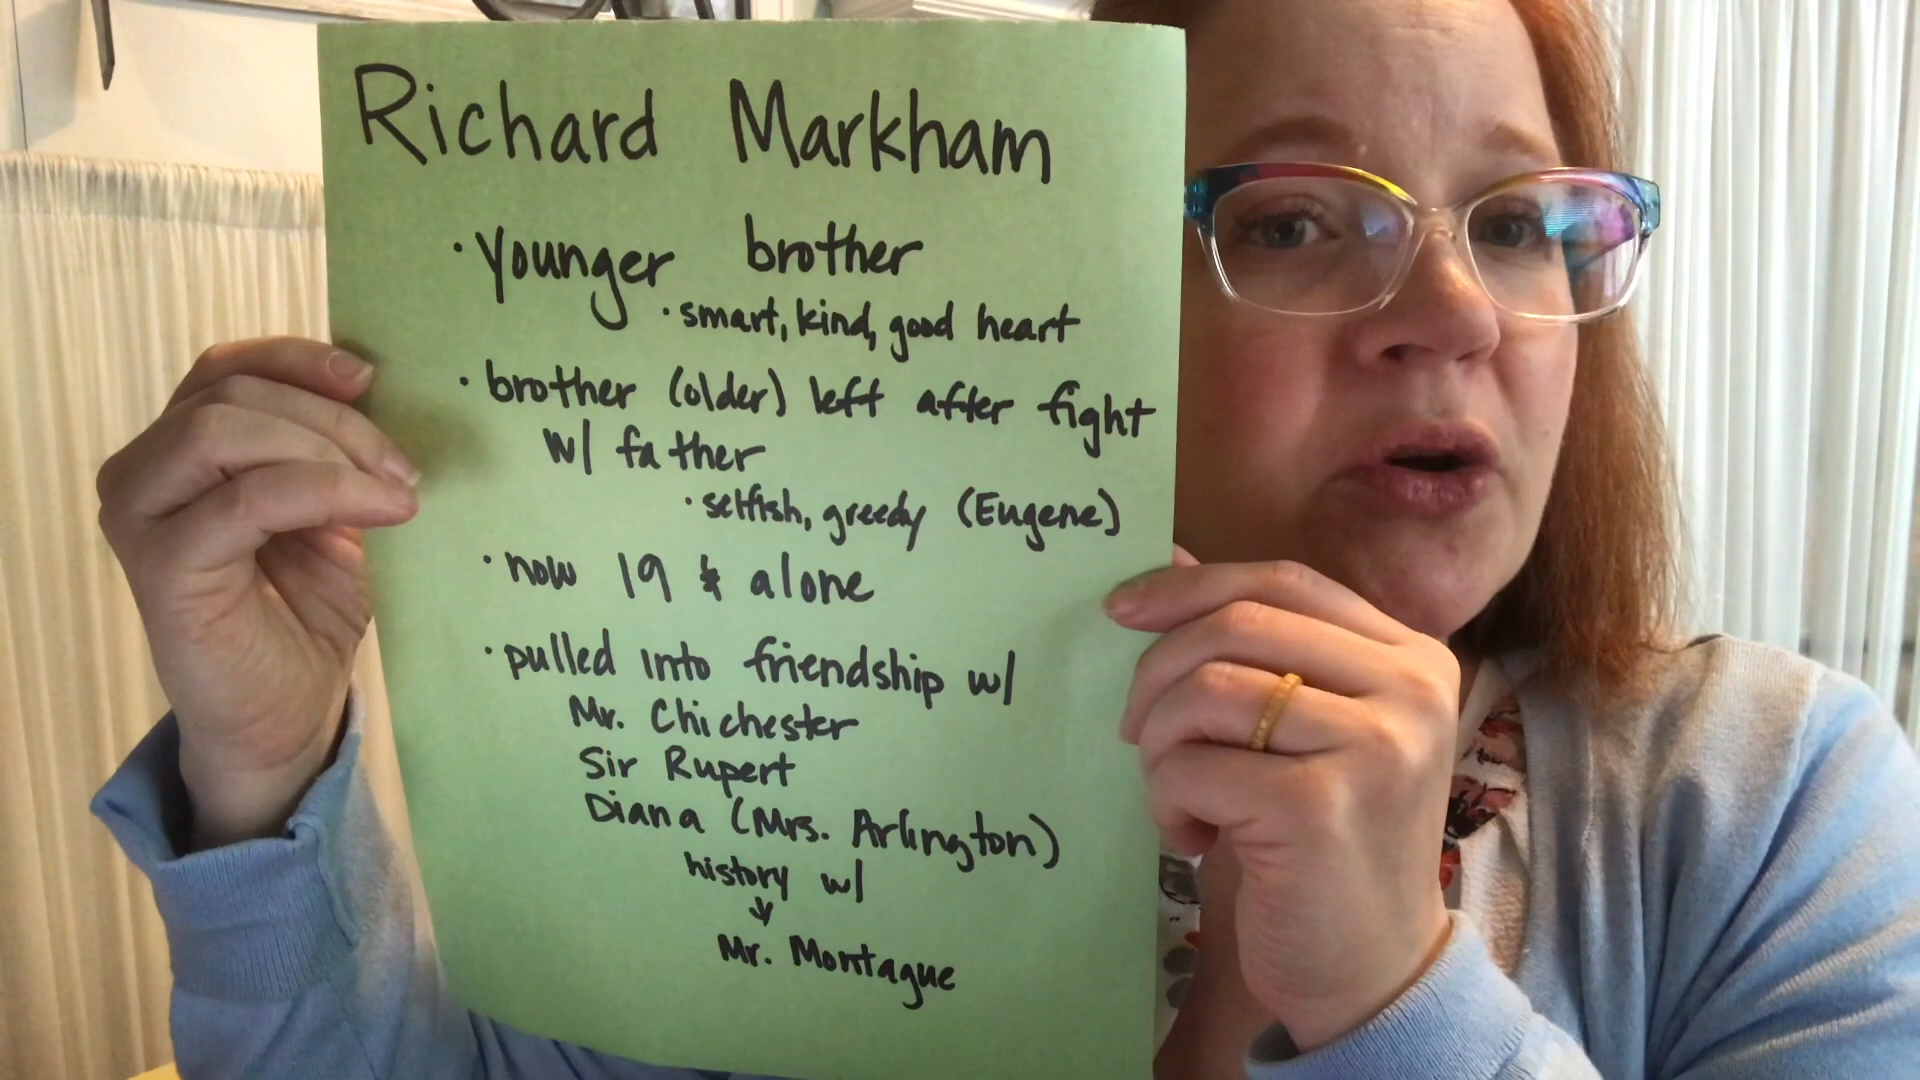 Richard Markham
• younger brother
• smart, kind, good heart
• brother (older) left after fight
w/ father
• selfish, greedy (Eugene)
• now 19 & alone
• pulled into friendship w/
Mr. Chichester
Sir Rupert
Diana (Mrs. Arlington)
history w/
↓
Mr. Montague